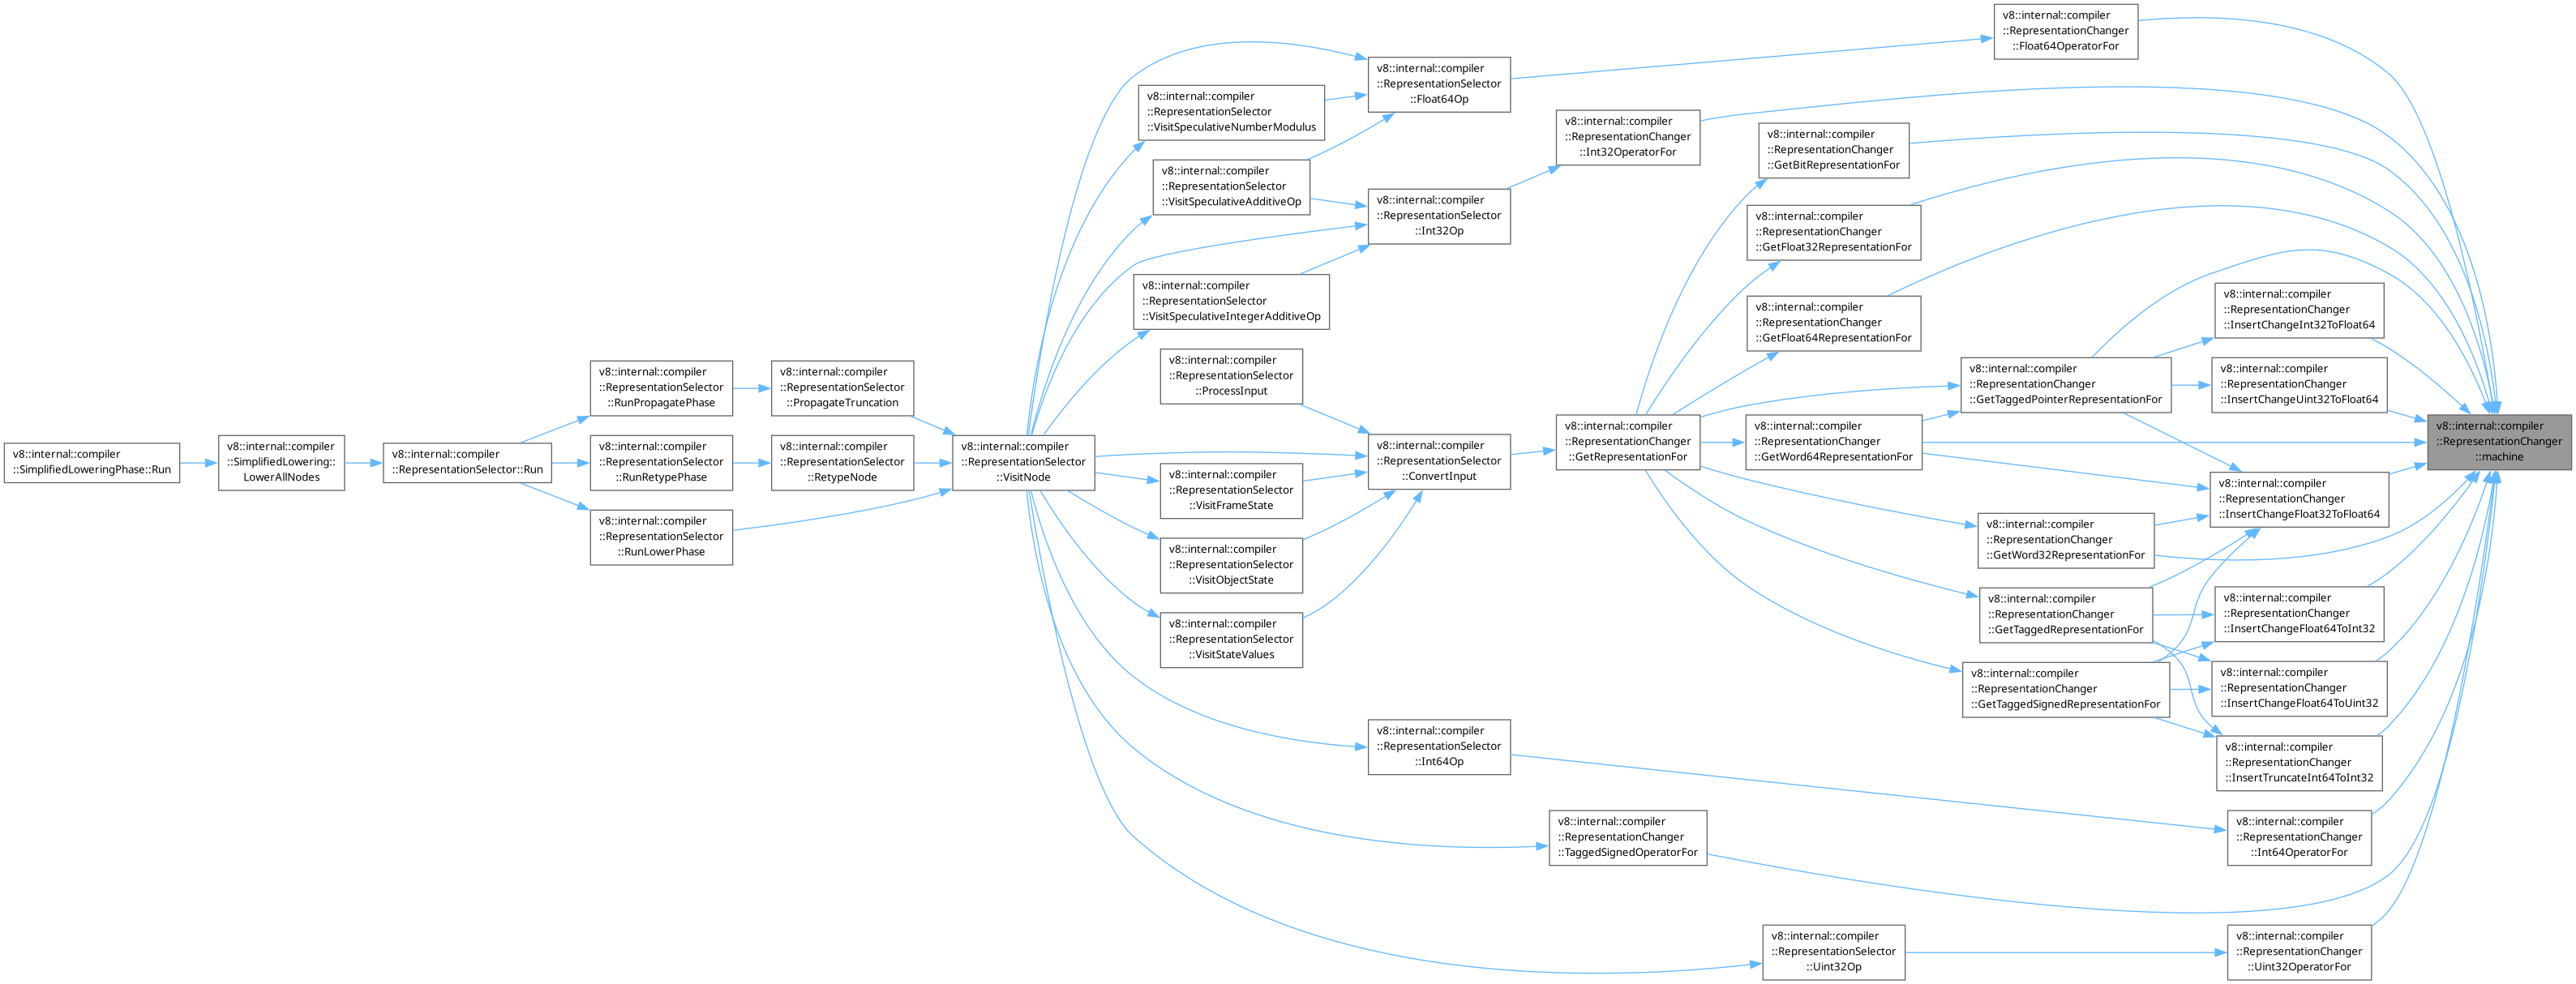 v8::internal::compiler
::SimplifiedLoweringPhase::Run
v8::internal::compiler
::SimplifiedLowering::
LowerAllNodes
v8::internal::compiler
::RepresentationSelector::Run
v8::internal::compiler
::RepresentationSelector
::RunPropagatePhase
v8::internal::compiler
::RepresentationSelector
::RunRetypePhase
v8::internal::compiler
::RepresentationSelector
::RunLowerPhase
v8::internal::compiler
::RepresentationSelector
::PropagateTruncation
v8::internal::compiler
::RepresentationSelector
::RetypeNode
v8::internal::compiler
::RepresentationSelector
::VisitNode
v8::internal::compiler
::RepresentationSelector
::VisitSpeculativeNumberModulus
v8::internal::compiler
::RepresentationSelector
::VisitSpeculativeAdditiveOp
v8::internal::compiler
::RepresentationSelector
::VisitSpeculativeIntegerAdditiveOp
v8::internal::compiler
::RepresentationSelector
::ProcessInput
v8::internal::compiler
::RepresentationSelector
::VisitFrameState
v8::internal::compiler
::RepresentationSelector
::VisitObjectState
v8::internal::compiler
::RepresentationSelector
::VisitStateValues
v8::internal::compiler
::RepresentationSelector
::Float64Op
v8::internal::compiler
::RepresentationSelector
::Int32Op
v8::internal::compiler
::RepresentationSelector
::ConvertInput
v8::internal::compiler
::RepresentationSelector
::Int64Op
v8::internal::compiler
::RepresentationChanger
::Int32OperatorFor
v8::internal::compiler
::RepresentationChanger
::GetRepresentationFor
v8::internal::compiler
::RepresentationChanger
::TaggedSignedOperatorFor
v8::internal::compiler
::RepresentationChanger
::GetBitRepresentationFor
v8::internal::compiler
::RepresentationChanger
::GetFloat32RepresentationFor
v8::internal::compiler
::RepresentationChanger
::GetFloat64RepresentationFor
v8::internal::compiler
::RepresentationChanger
::GetWord64RepresentationFor
v8::internal::compiler
::RepresentationSelector
::Uint32Op
v8::internal::compiler
::RepresentationChanger
::Float64OperatorFor
v8::internal::compiler
::RepresentationChanger
::GetTaggedPointerRepresentationFor
v8::internal::compiler
::RepresentationChanger
::GetWord32RepresentationFor
v8::internal::compiler
::RepresentationChanger
::GetTaggedRepresentationFor
v8::internal::compiler
::RepresentationChanger
::GetTaggedSignedRepresentationFor
v8::internal::compiler
::RepresentationChanger
::InsertChangeInt32ToFloat64
v8::internal::compiler
::RepresentationChanger
::InsertChangeUint32ToFloat64
v8::internal::compiler
::RepresentationChanger
::InsertChangeFloat32ToFloat64
v8::internal::compiler
::RepresentationChanger
::InsertChangeFloat64ToInt32
v8::internal::compiler
::RepresentationChanger
::InsertChangeFloat64ToUint32
v8::internal::compiler
::RepresentationChanger
::InsertTruncateInt64ToInt32
v8::internal::compiler
::RepresentationChanger
::Int64OperatorFor
v8::internal::compiler
::RepresentationChanger
::Uint32OperatorFor
v8::internal::compiler
::RepresentationChanger
::machine